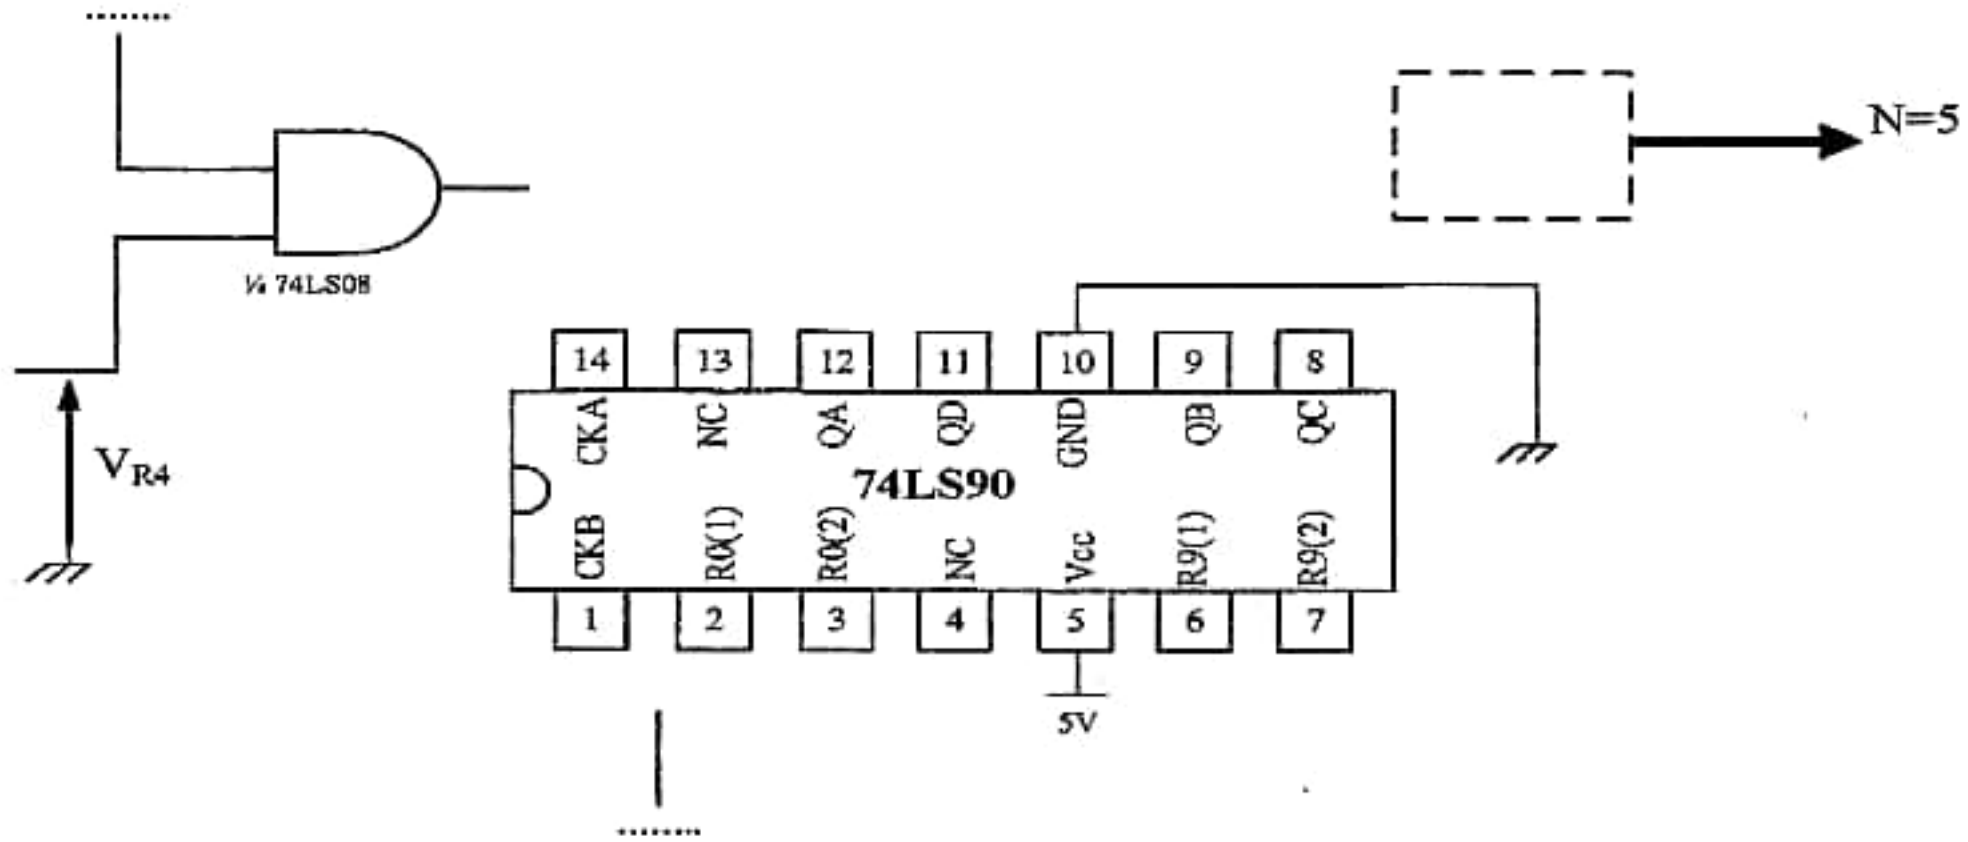 ........
N=5
¼ 74LS08
14 13 12 11 10 9 8
CKA NC QA QD GND QB QC
VR4
74LS90
CKB R0(1) R0(2) NC Vcc R9(1) R9(2)
1 2 3 4 5 6 7
5V
........